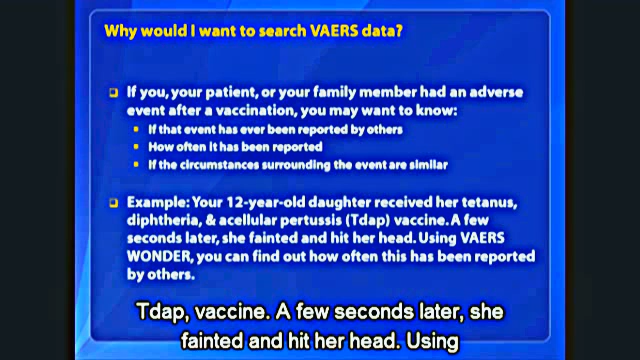 Why would I want to search VAERS data?
If you, your patient, or your family member had an adverse
event after a vaccination, you may want to know:
If that event has ever been reported by others
How often it has been reported
If the circumstances surrounding the event are similar
Example: Your 12-year-old daughter received her tetanus,
diphtheria, & acellular pertussis (Tdap) vaccine. A few
seconds later, she fainted and hit her head. Using VAERS
WONDER, you can find out how often this has been reported
by others.
Tdap, vaccine. A few seconds later, she
fainted and hit her head. Using